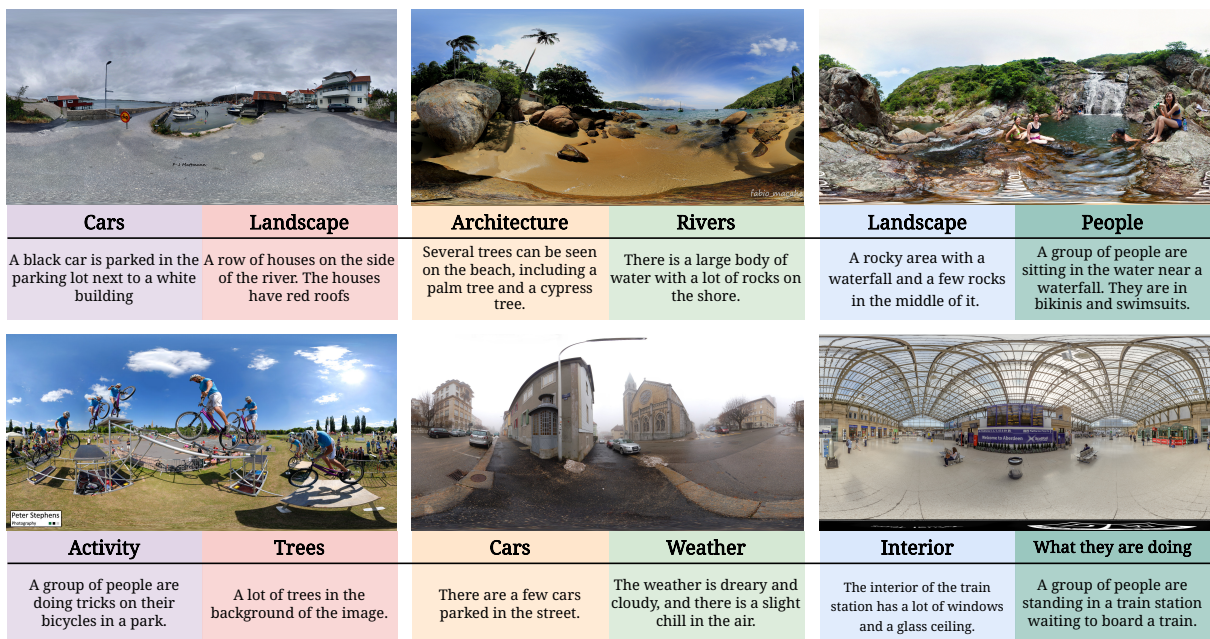 fabio_macaha
Cars
Landscape
Architecture
Rivers
Landscape
People
A black car is parked in the
parking lot next to a white
building
A row of houses on the side
of the river. The houses
have red roofs
Several trees can be seen
on the beach, including a
palm tree and a cypress
tree.
There is a large body of
water with a lot of rocks on
the shore.
A rocky area with a
waterfall and a few rocks
in the middle of it.
A group of people are
sitting in the water near a
waterfall. They are in
bikinis and swimsuits.
Welcome to Aberdeen
Peter Stephens
Photography
Activity
Trees
Cars
Weather
Interior
What they are doing
A group of people are
doing tricks on their
bicycles in a park.
A lot of trees in the
background of the image.
There are a few cars
parked in the street.
The weather is dreary and
cloudy, and there is a slight
chill in the air.
The interior of the train
station has a lot of windows
and a glass ceiling.
A group of people are
standing in a train station
waiting to board a train.